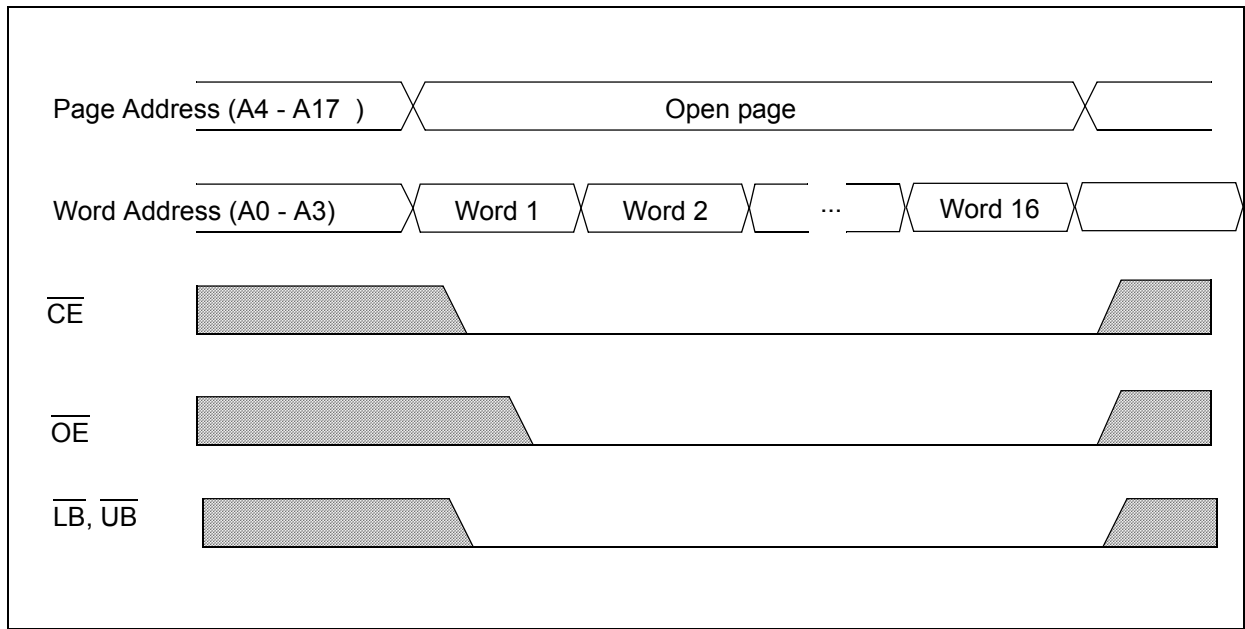 Page Address (A4 - A17 )
Open page
Word Address (A0 - A3)
Word 1
Word 2
...
Word 16
CE
OE
LB, UB